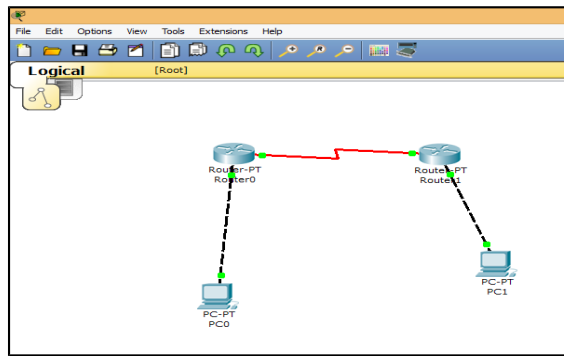 File Edit Options View Tools Extensions Help
Logical [Root]
Router-PT
Router0
Router-PT
Router1
PC-PT
PC0
PC-PT
PC1